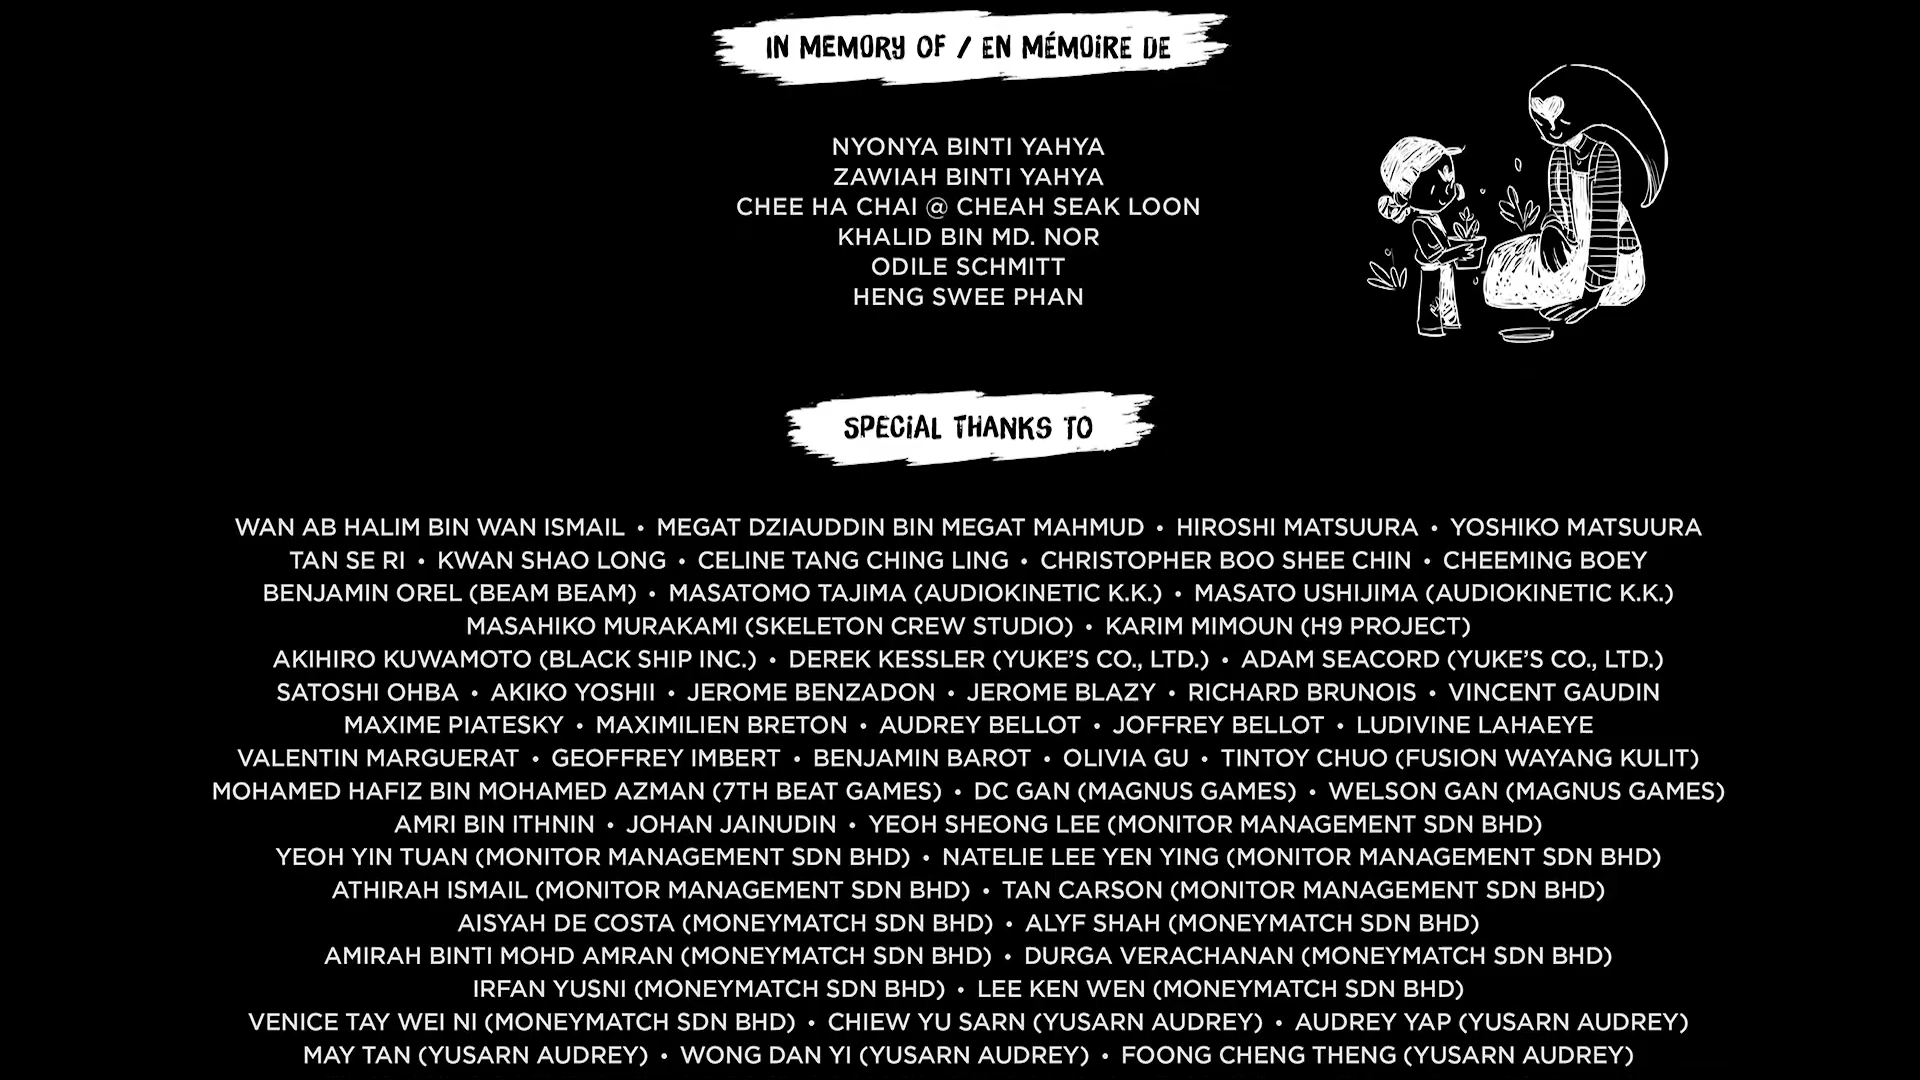 IN MEMORY OF / EN MÉMOIRE DE
NYONYA BINTI YAHYA
ZAWIAH BINTI YAHYA
CHEE HA CHAI @ CHEAH SEAK LOON
KHALID BIN MD. NOR
ODILE SCHMITT
HENG SWEE PHAN
SPECIAL THANKS TO
WAN AB HALIM BIN WAN ISMAIL • MEGAT DZIAUDDIN BIN MEGAT MAHMUD • HIROSHI MATSUURA • YOSHIKO MATSUURA
TAN SE RI • KWAN SHAO LONG • CELINE TANG CHING LING • CHRISTOPHER BOO SHEE CHIN • CHEEMING BOEY
BENJAMIN OREL (BEAM BEAM) • MASATOMO TAJIMA (AUDIOKINETIC K.K.) • MASATO USHIJIMA (AUDIOKINETIC K.K.)
MASAHIKO MURAKAMI (SKELETON CREW STUDIO) • KARIM MIMOUN (H9 PROJECT)
AKIHIRO KUWAMOTO (BLACK SHIP INC.) • DEREK KESSLER (YUKE'S CO., LTD.) • ADAM SEACORD (YUKE'S CO., LTD.)
SATOSHI OHBA • AKIKO YOSHII • JEROME BENZADON • JEROME BLAZY • RICHARD BRUNOIS • VINCENT GAUDIN
MAXIME PIATESKY • MAXIMILIEN BRETON • AUDREY BELLOT • JOFFREY BELLOT • LUDIVINE LAHAEYE
VALENTIN MARGUERAT • GEOFFREY IMBERT • BENJAMIN BAROT • OLIVIA GU • TINTOY CHUO (FUSION WAYANG KULIT)
MOHAMED HAFIZ BIN MOHAMED AZMAN (7TH BEAT GAMES) • DC GAN (MAGNUS GAMES) • WELSON GAN (MAGNUS GAMES)
AMRI BIN ITHNIN • JOHAN JAINUDIN • YEOH SHEONG LEE (MONITOR MANAGEMENT SDN BHD)
YEOH YIN TUAN (MONITOR MANAGEMENT SDN BHD) • NATELIE LEE YEN YING (MONITOR MANAGEMENT SDN BHD)
ATHIRAH ISMAIL (MONITOR MANAGEMENT SDN BHD) • TAN CARSON (MONITOR MANAGEMENT SDN BHD)
AISYAH DE COSTA (MONEYMATCH SDN BHD) • ALYF SHAH (MONEYMATCH SDN BHD)
AMIRAH BINTI MOHD AMRAN (MONEYMATCH SDN BHD) • DURGA VERACHANAN (MONEYMATCH SDN BHD)
IRFAN YUSNI (MONEYMATCH SDN BHD) • LEE KEN WEN (MONEYMATCH SDN BHD)
VENICE TAY WEI NI (MONEYMATCH SDN BHD) • CHIEW YU SARN (YUSARN AUDREY) • AUDREY YAP (YUSARN AUDREY)
MAY TAN (YUSARN AUDREY) • WONG DAN YI (YUSARN AUDREY) • FOONG CHENG THENG (YUSARN AUDREY)